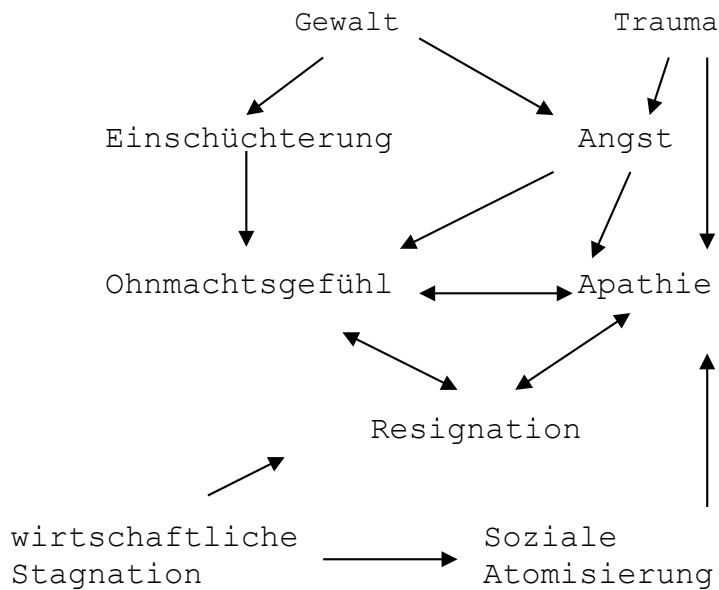 Gewalt
Trauma
Einschüchterung
Angst
Ohnmachtsgefühl
Apathie
Resignation
wirtschaftliche
Stagnation
Soziale
Atomisierung